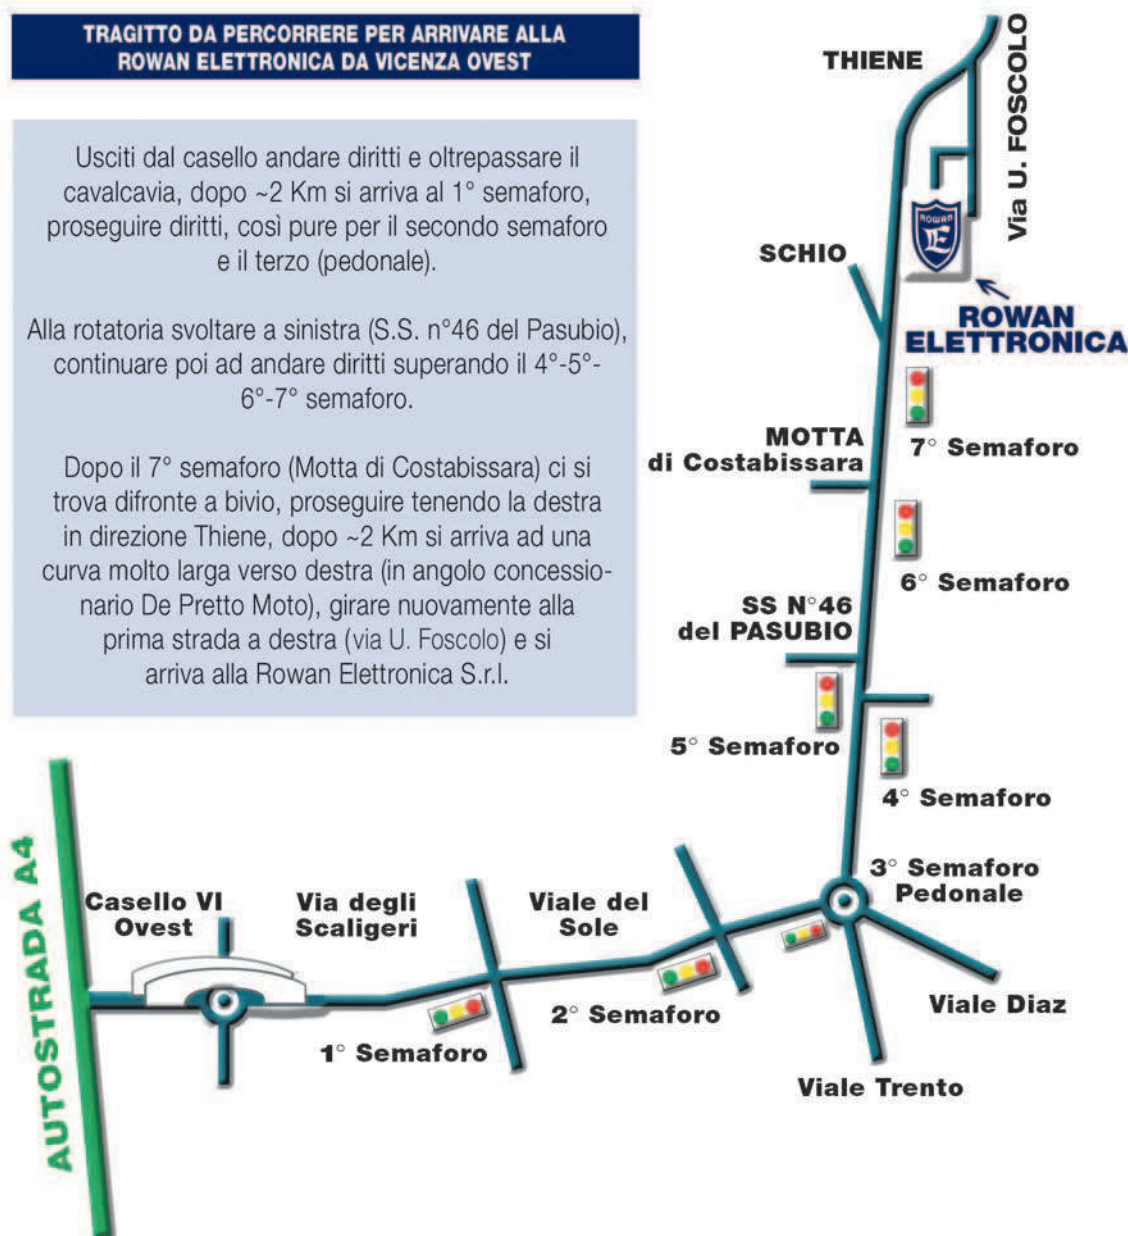 TRAGITTO DA PERCORRERE PER ARRIVARE ALLA
ROWAN ELETTRONICA DA VICENZA OVEST
Usciti dal casello andare diritti e oltrepassare il
cavalcavia, dopo ~2 Km si arriva al 1° semaforo,
proseguire diritti, così pure per il secondo semaforo
e il terzo (pedonale).
Alla rotatoria svoltare a sinistra (S.S. n°46 del Pasubio),
continuare poi ad andare diritti superando il 4°-5°-
6°-7° semaforo.
Dopo il 7° semaforo (Motta di Costabissara) ci si
trova difronte a bivio, proseguire tenendo la destra
in direzione Thiene, dopo ~2 Km si arriva ad una
curva molto larga verso destra (in angolo concessio-
nario De Pretto Moto), girare nuovamente alla
prima strada a destra (via U. Foscolo) e si
arriva alla Rowan Elettronica S.r.l.
THIENE
Via U. FOSCOLO
ROWAN
E
SCHIO
ROWAN
ELETTRONICA
7° Semaforo
MOTTA
di Costabissara
6° Semaforo
SS N°46
del PASUBIO
5° Semaforo
4° Semaforo
3° Semaforo
Pedonale
AUTOSTRADA A4
Casello VI
Ovest
Via degli
Scaligeri
Viale del
Sole
1° Semaforo
2° Semaforo
Viale Diaz
Viale Trento